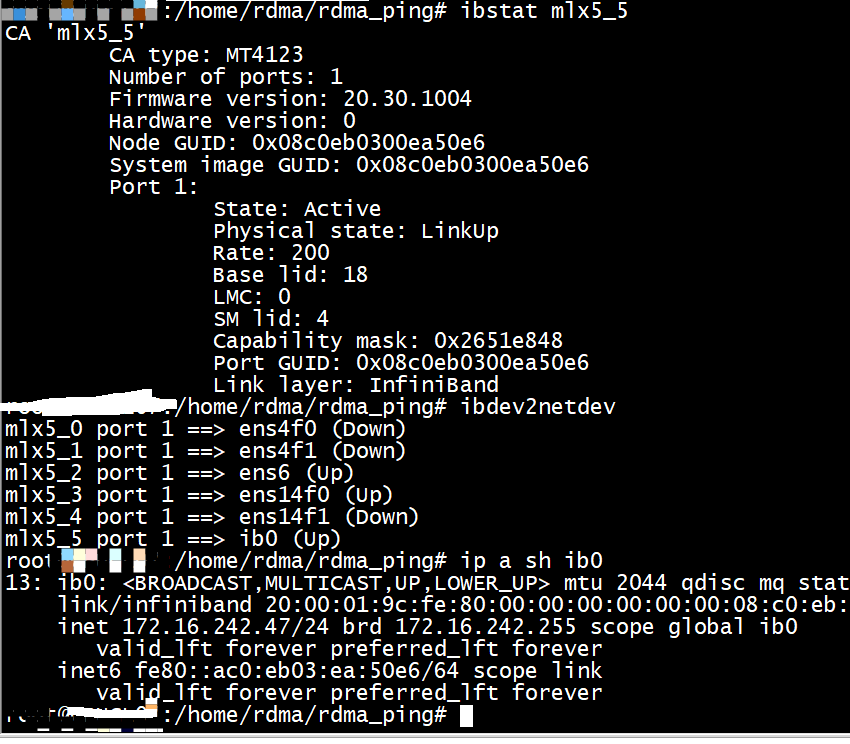 :/home/rdma/rdma_ping# ibstat mlx5_5
CA 'mlx5_5'
CA type: MT4123
Number of ports: 1
Firmware version: 20.30.1004
Hardware version: 0
Node GUID: 0x08c0eb0300ea50e6
System image GUID: 0x08c0eb0300ea50e6
Port 1:
State: Active
Physical state: LinkUp
Rate: 200
Base lid: 18
LMC: 0
SM lid: 4
Capability mask: 0x2651e848
Port GUID: 0x08c0eb0300ea50e6
Link layer: InfiniBand
:/home/rdma/rdma_ping# ibdev2netdev
mlx5_0 port 1 ==> ens4f0 (Down)
mlx5_1 port 1 ==> ens4f1 (Down)
mlx5_2 port 1 ==> ens6 (Up)
mlx5_3 port 1 ==> ens14f0 (Up)
mlx5_4 port 1 ==> ens14f1 (Down)
mlx5_5 port 1 ==> ib0 (Up)
root /home/rdma/rdma_ping# ip a sh ib0
13: ib0: <BROADCAST,MULTICAST,UP,LOWER_UP> mtu 2044 qdisc mq stat
link/infiniband 20:00:01:9c:fe:80:00:00:00:00:00:00:08:c0:eb:
inet 172.16.242.47/24 brd 172.16.242.255 scope global ib0
valid_lft forever preferred_lft forever
inet6 fe80::ac0:eb03:ea:50e6/64 scope link
valid_lft forever preferred_lft forever
:/home/rdma/rdma_ping#